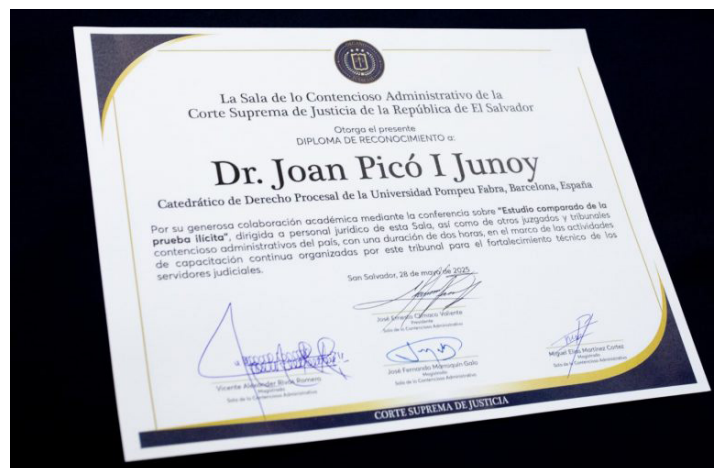 La Sala de lo Contencioso Administrativo de la
Corte Suprema de Justicia de la República de El Salvador
Otorga el presente
DIPLOMA DE RECONOCIMIENTO a:
Dr. Joan Picó I Junoy
Catedrático de Derecho Procesal de la Universidad Pompeu Fabra, Barcelona, España
Por su generosa colaboración académica mediante la conferencia sobre "Estudio comparado de la
prueba ilícita", dirigida a personal jurídico de esta Sala, así como de otros juzgados y tribunales
contencioso administrativos del país, con una duración de dos horas, en el marco de las actividades
de capacitación continua organizadas por este tribunal para el fortalecimiento técnico de los
servidores judiciales.
San Salvador, 28 de mayo de 2025
José Ernesto Clímaco Valiente
Presidente
Sala de lo Contencioso Administrativo
Vicente Alexander Rivas Romero
Magistrado
Sala de lo Contencioso Administrativo
José Fernando Marroquín Galo
Magistrado
Sala de lo Contencioso Administrativo
Miguel Elías Martínez Cortez
Magistrado
Sala de lo Contencioso Administrativo
CORTE SUPREMA DE JUSTICIA